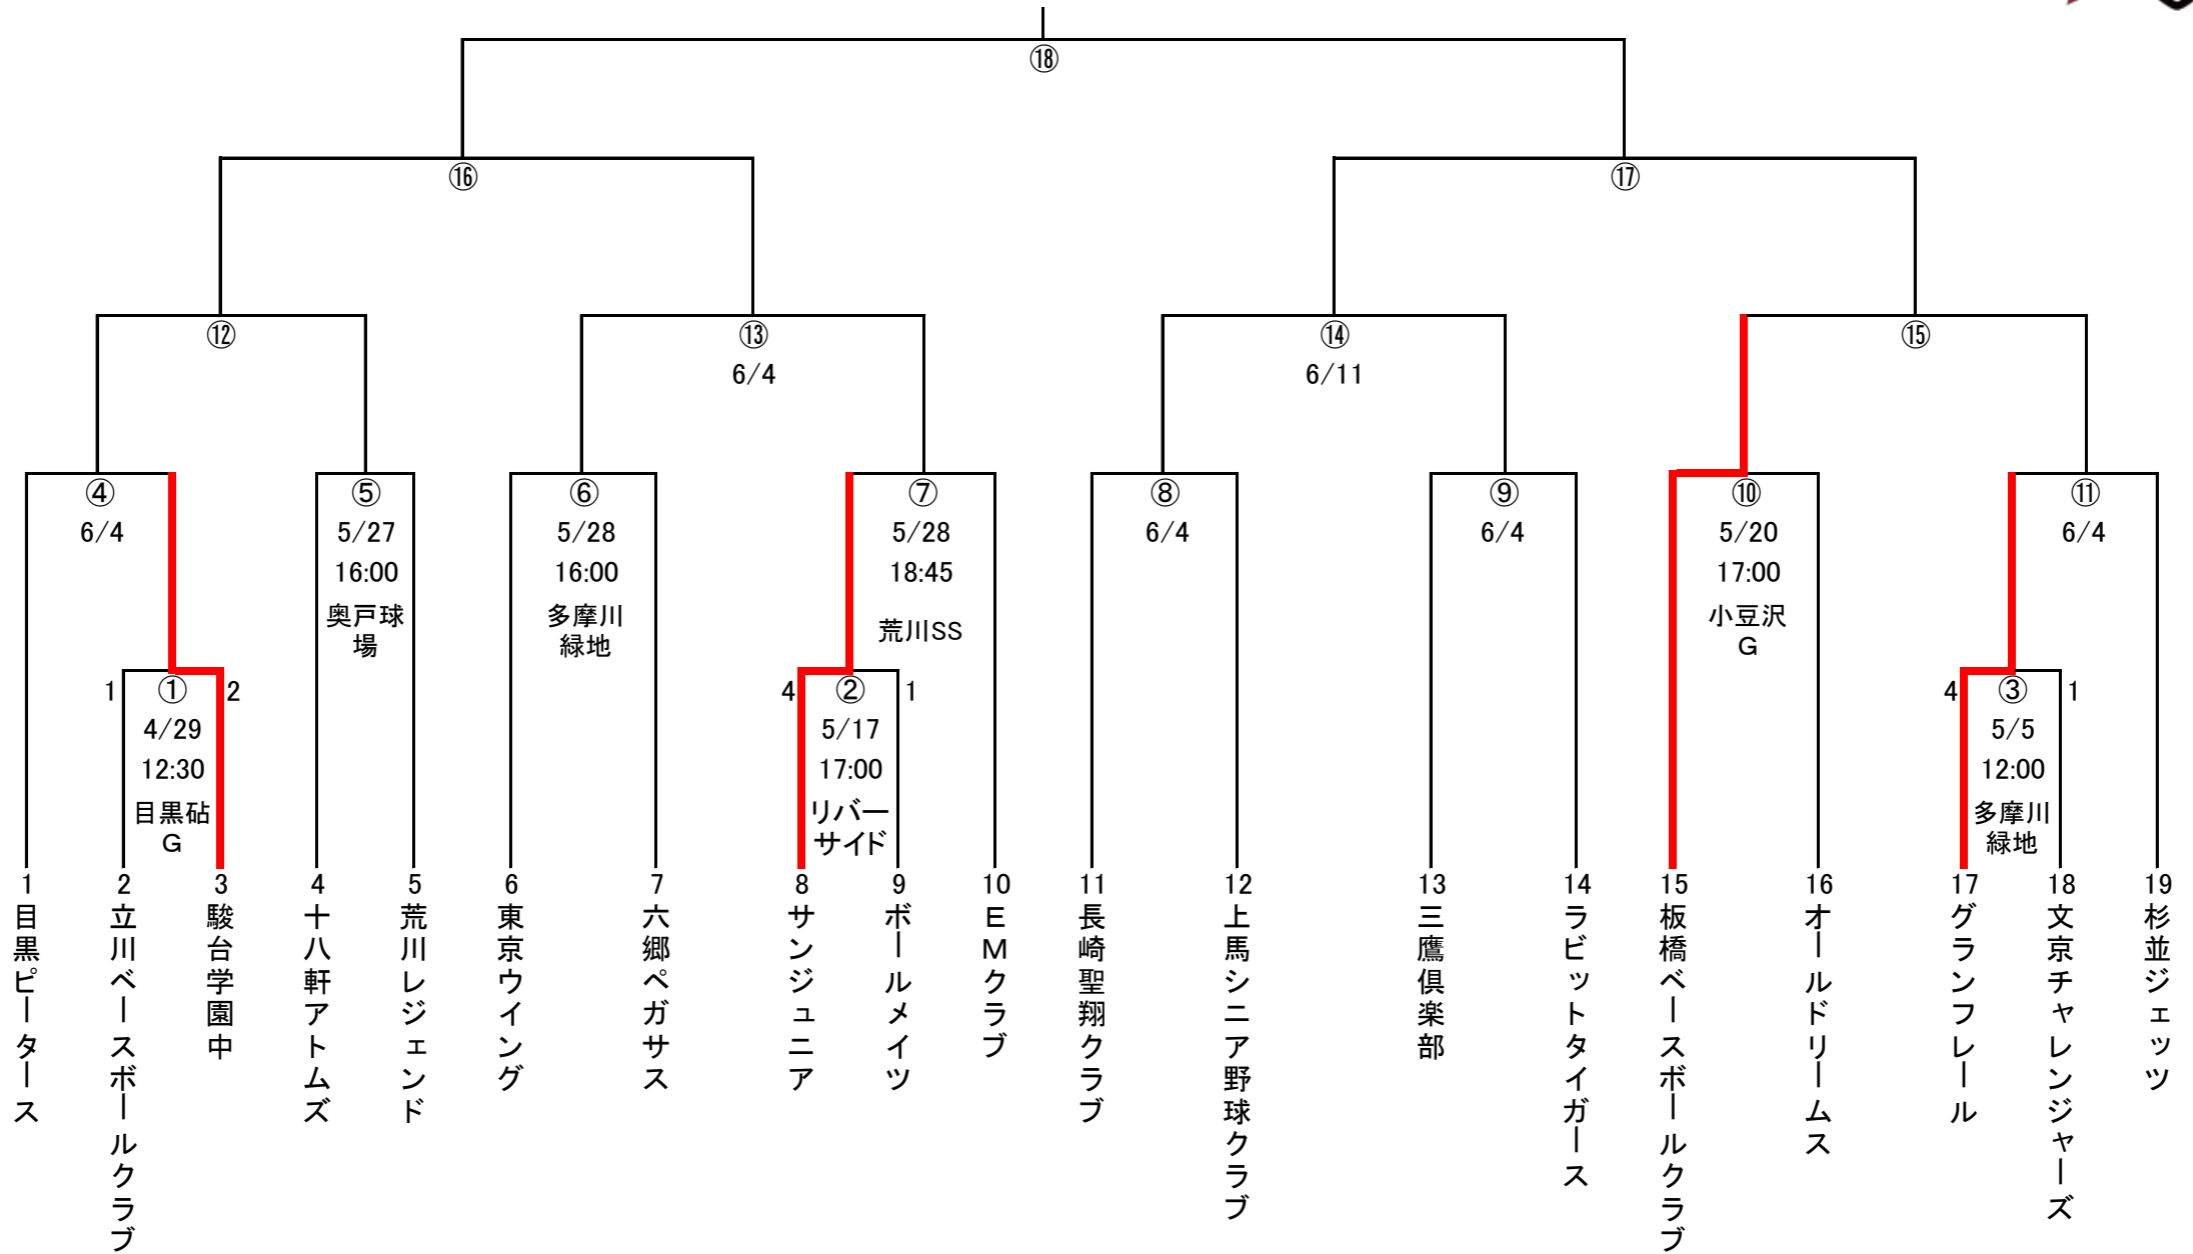 ⑱
⑯
⑰
⑫
⑬
6/4
⑭
6/11
⑮
④
6/4
⑤
5/27
16:00
奥戸球
場
⑥
5/28
16:00
多摩川
緑地
⑦
5/28
18:45
荒川SS
⑧
6/4
⑨
6/4
⑩
5/20
17:00
小豆沢
G
⑪
6/4
1
①
2
4/29
12:30
目黒砧
G
4
②
1
5/17
17:00
リバー
サイド
4
③
1
5/5
12:00
多摩川
緑地
1
目黒ピータース
2
立川ベースボールクラブ
3
駿台学園中
4
十八軒アトムズ
5
荒川レジェンド
6
東京ウイング
7
六郷ペガサス
8
サンジュニア
9
ボールメイツ
10
EMクラブ
11
長崎聖翔クラブ
12
上馬シニア野球クラブ
13
三鷹倶楽部
14
ラビットタイガース
15
板橋ベースボールクラブ
16
オールドリームス
17
グランフレール
18
文京チャレンジャーズ
19
杉並ジェッツ